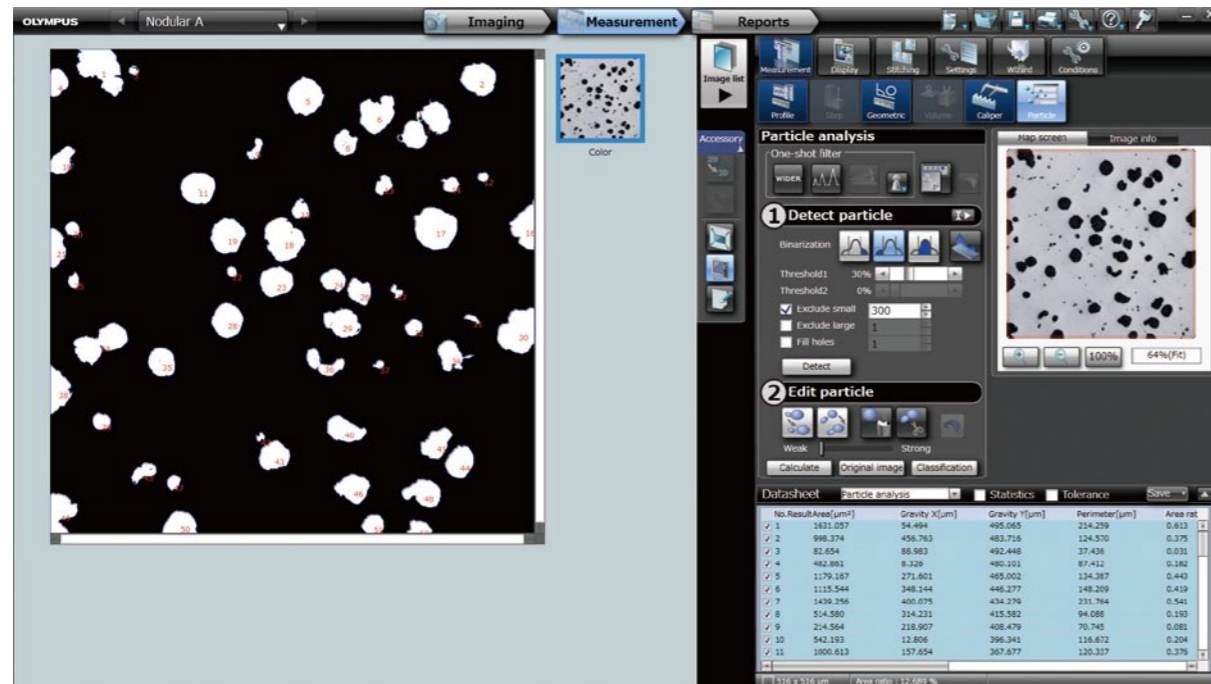 OLYMPUS Nodular A Imaging Measurement Reports
Image list
Measurement Display Stitching Settings Wizard Conditions
Profile Step Geometric Volume Caliper Particle
Accessory
Color
Particle analysis
Map screen Image info
One-shot filter
WIDER
1 Detect particle
Binarization
Threshold1 30%
Threshold2 0%
Exclude small 300
Exclude large 1
Fill holes 1
Detect
100% 64%(Fit)
2 Edit particle
Weak Strong
Calculate Original image Classification
Datasheet Particle analysis Statistics Tolerance Save
No. Result Area[µm²] Gravity X[µm] Gravity Y[µm] Perimeter[µm] Area rat
1 1631.057 54.494 495.065 214.259 0.613
2 998.374 456.763 483.716 124.570 0.375
3 82.654 88.983 492.448 37.436 0.031
4 482.861 8.326 480.101 87.412 0.182
5 1179.167 271.601 465.002 134.387 0.443
6 1115.544 348.144 446.277 148.209 0.419
7 1439.256 400.075 434.279 231.764 0.541
8 514.580 314.231 415.582 94.088 0.193
9 214.564 218.907 408.479 70.745 0.081
10 542.193 12.806 396.341 116.672 0.204
11 1000.613 157.654 367.677 120.337 0.376
516 x 516 µm Area ratio : 12.689 %